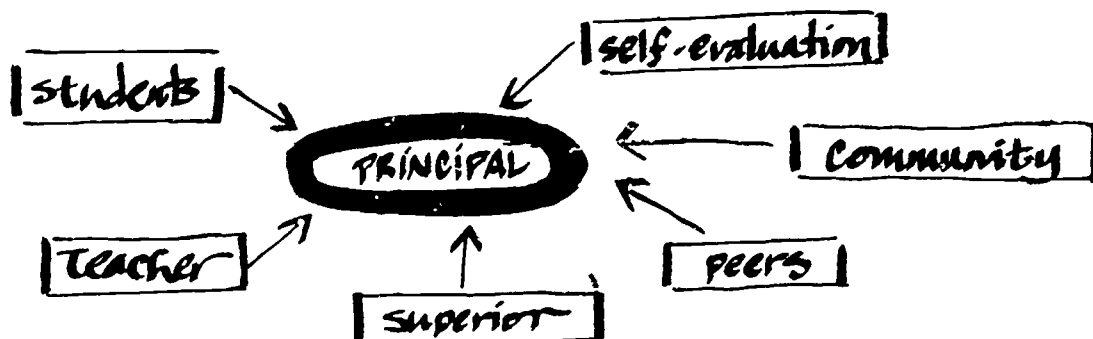 self-evaluation
students
community
PRiNCiPAL
teacher
peers
superior